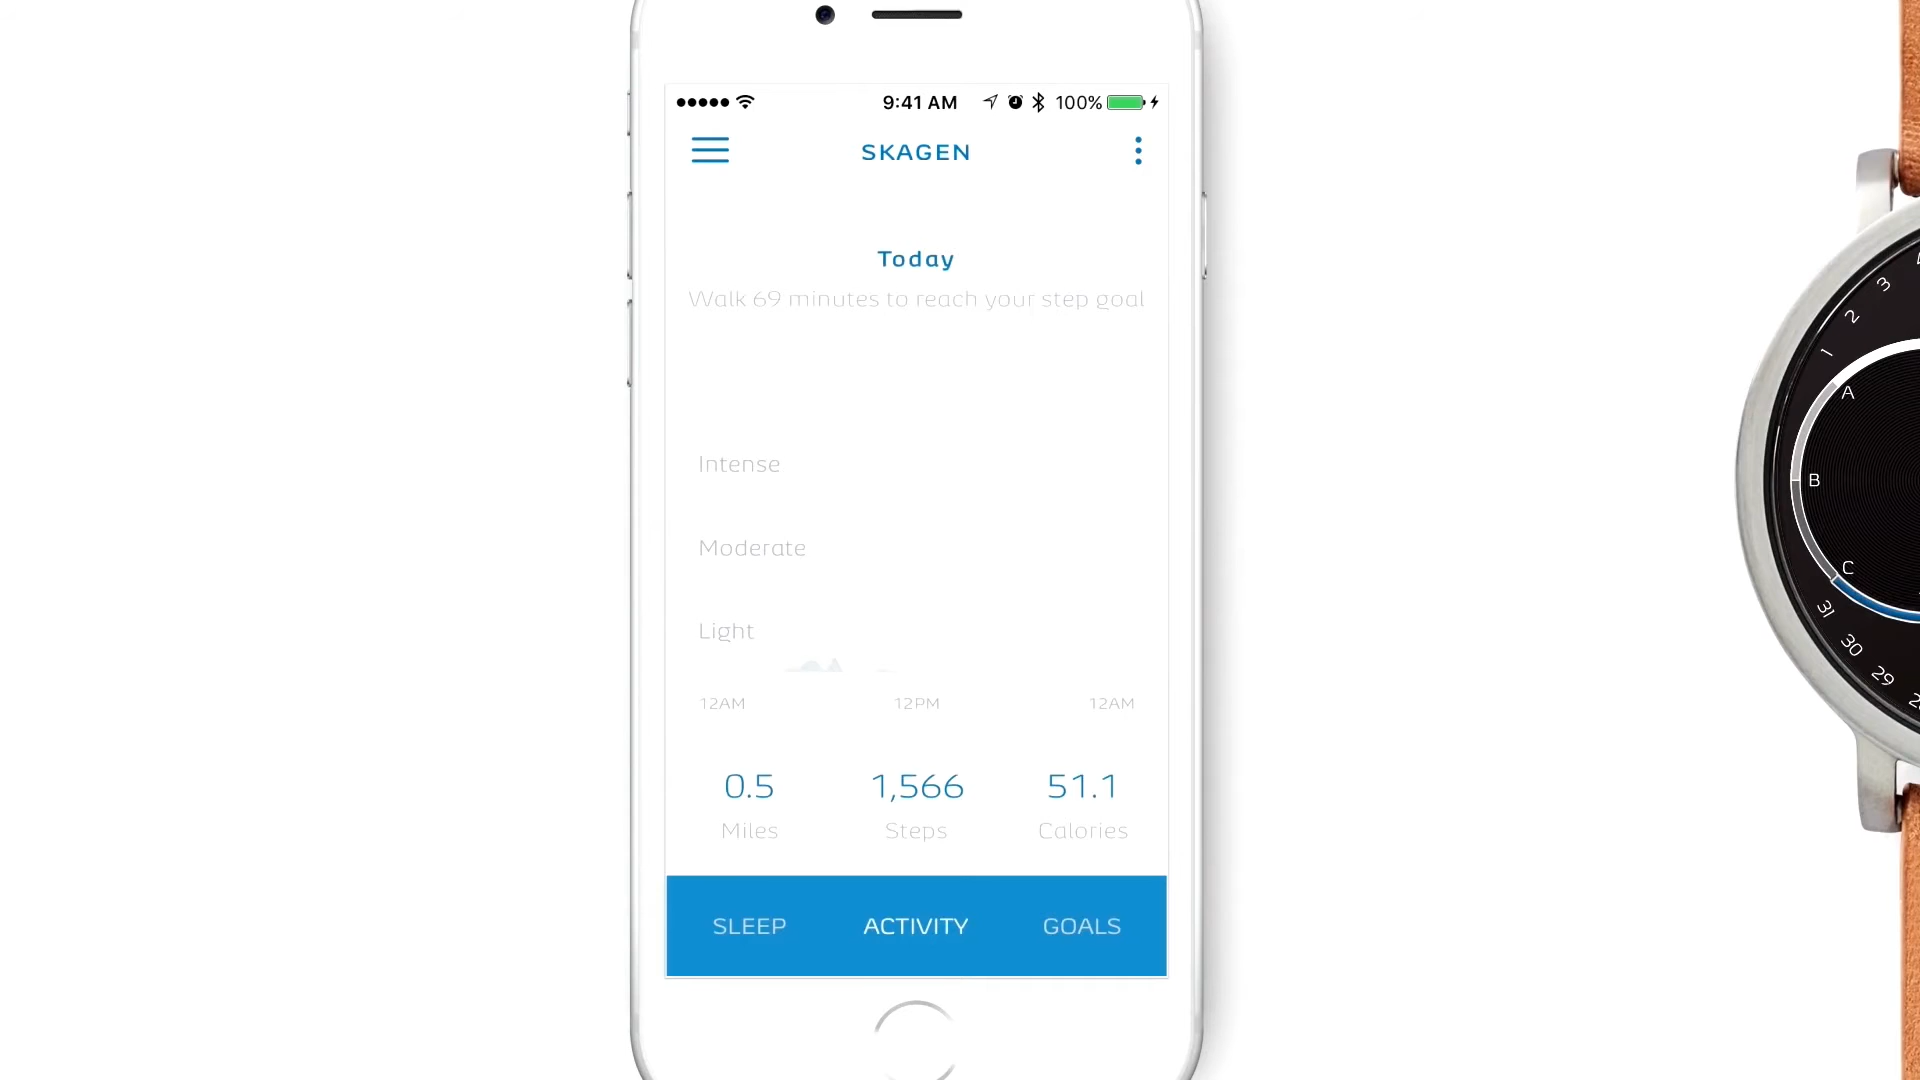 9:41 AM 100%
SKAGEN
Today
Walk 69 minutes to reach your step goal
Intense
Moderate
Light
12AM 12PM 12AM
0.5 1,566 51.1
Miles Steps Calories
SLEEP ACTIVITY GOALS
3
2
1
A
B
C
31
30
29